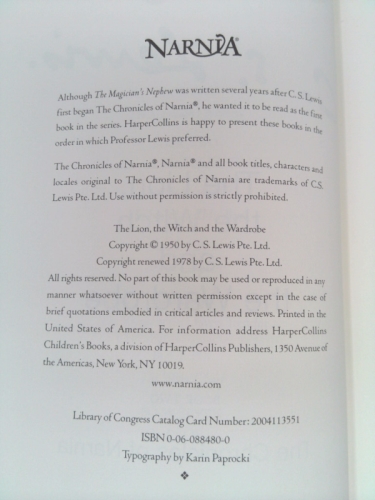 NARNIA®
Although The Magician's Nephew was written several years after C. S. Lewis
first began The Chronicles of Narnia®, he wanted it to be read as the first
book in the series. HarperCollins is happy to present these books in the
order in which Professor Lewis preferred.
The Chronicles of Narnia®, Narnia® and all book titles, characters and
locales original to The Chronicles of Narnia are trademarks of C.S.
Lewis Pte. Ltd. Use without permission is strictly prohibited.
The Lion, the Witch and the Wardrobe
Copyright © 1950 by C. S. Lewis Pte. Ltd.
Copyright renewed 1978 by C. S. Lewis Pte. Ltd.
All rights reserved. No part of this book may be used or reproduced in any
manner whatsoever without written permission except in the case of
brief quotations embodied in critical articles and reviews. Printed in the
United States of America. For information address HarperCollins
Children's Books, a division of HarperCollins Publishers, 1350 Avenue of
the Americas, New York, NY 10019.
www.narnia.com
Library of Congress Catalog Card Number: 2004113551
ISBN 0-06-088480-0
Typography by Karin Paprocki